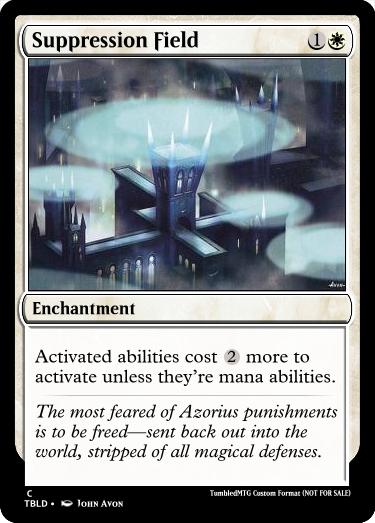 Suppression Field 1
AVON
Enchantment
Activated abilities cost 2 more to
activate unless they're mana abilities.
The most feared of Azorius punishments
is to be freed—sent back out into the
world, stripped of all magical defenses.
C
TBLD • John Avon
TumbledMTG Custom Format (NOT FOR SALE)